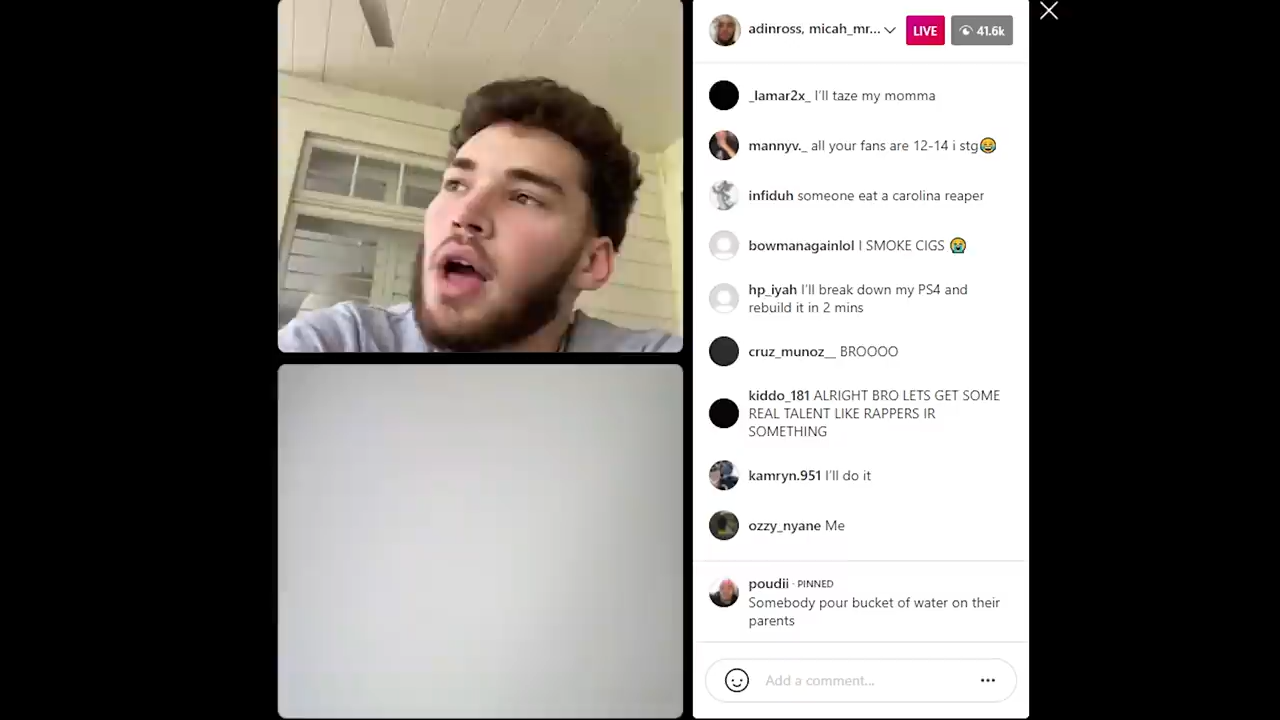 adinross, micah_mr...
LIVE
41.6k
_lamar2x_ I'll taze my momma
mannyv._ all your fans are 12-14 i stg😂
infiduh someone eat a carolina reaper
bowmanagainlol I SMOKE CIGS 😭
hp_iyah I'll break down my PS4 and
rebuild it in 2 mins
cruz_munoz__ BROOOO
kiddo_181 ALRIGHT BRO LETS GET SOME
REAL TALENT LIKE RAPPERS IR
SOMETHING
kamryn.951 I'll do it
ozzy_nyane Me
poudii · PINNED
Somebody pour bucket of water on their
parents
Add a comment...